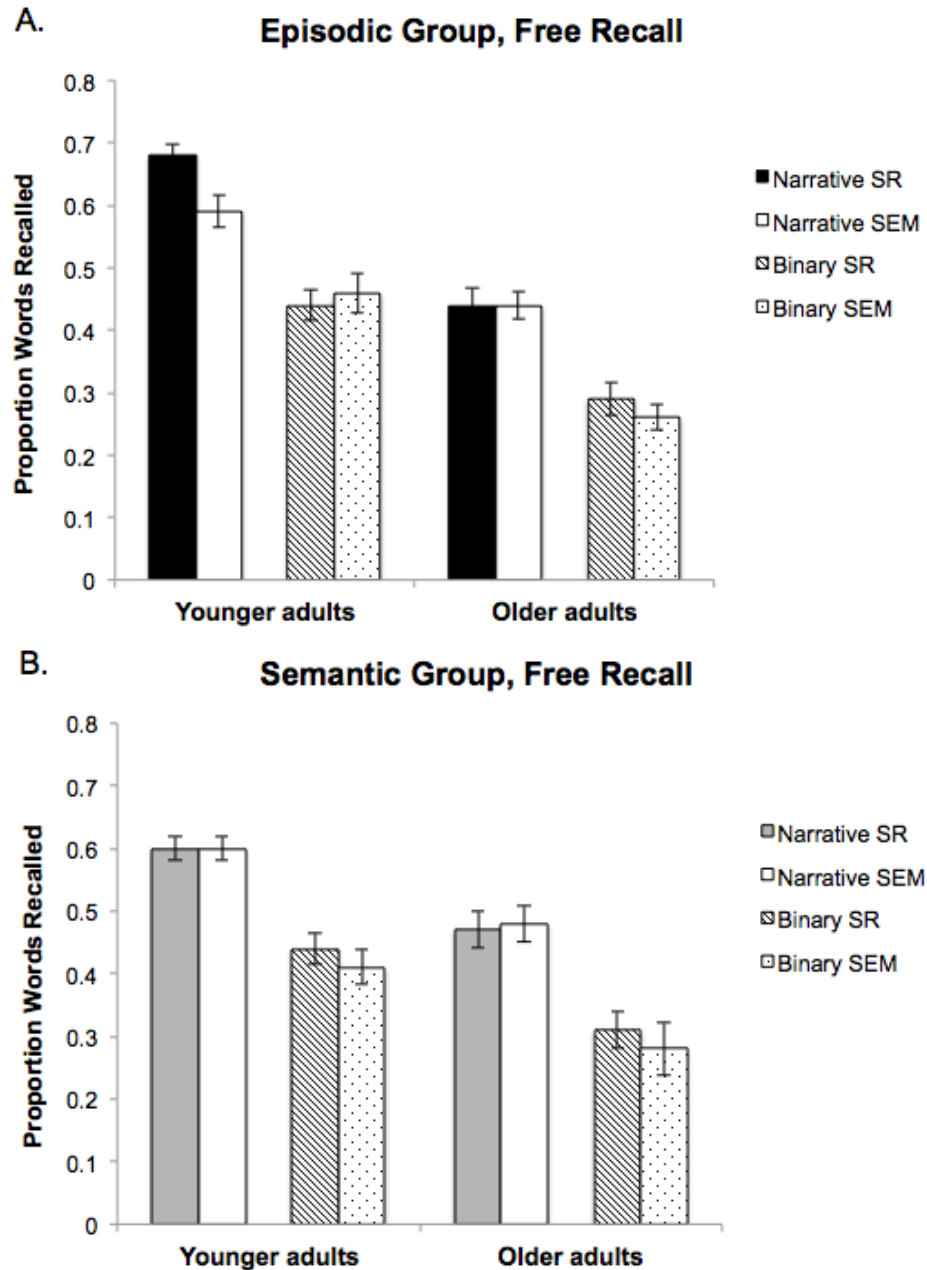 A.
Episodic Group, Free Recall
Proportion Words Recalled
0.8
0.7
0.6
0.5
0.4
0.3
0.2
0.1
0
Younger adults
Older adults
Narrative SR
Narrative SEM
Binary SR
Binary SEM
B.
Semantic Group, Free Recall
Proportion Words Recalled
0.8
0.7
0.6
0.5
0.4
0.3
0.2
0.1
0
Younger adults
Older adults
Narrative SR
Narrative SEM
Binary SR
Binary SEM